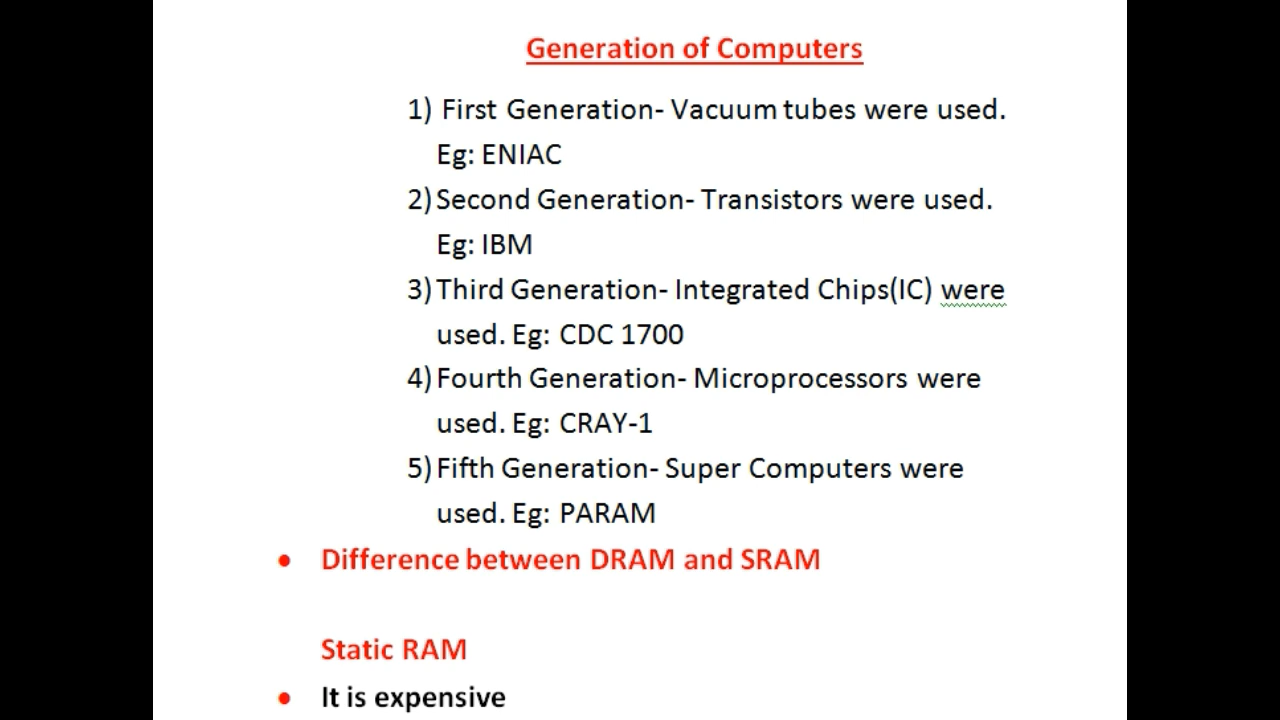 Generation of Computers
1) First Generation- Vacuum tubes were used.
Eg: ENIAC
2) Second Generation- Transistors were used.
Eg: IBM
3) Third Generation- Integrated Chips(IC) were
used. Eg: CDC 1700
4) Fourth Generation- Microprocessors were
used. Eg: CRAY-1
5) Fifth Generation- Super Computers were
used. Eg: PARAM
• Difference between DRAM and SRAM
Static RAM
• It is expensive